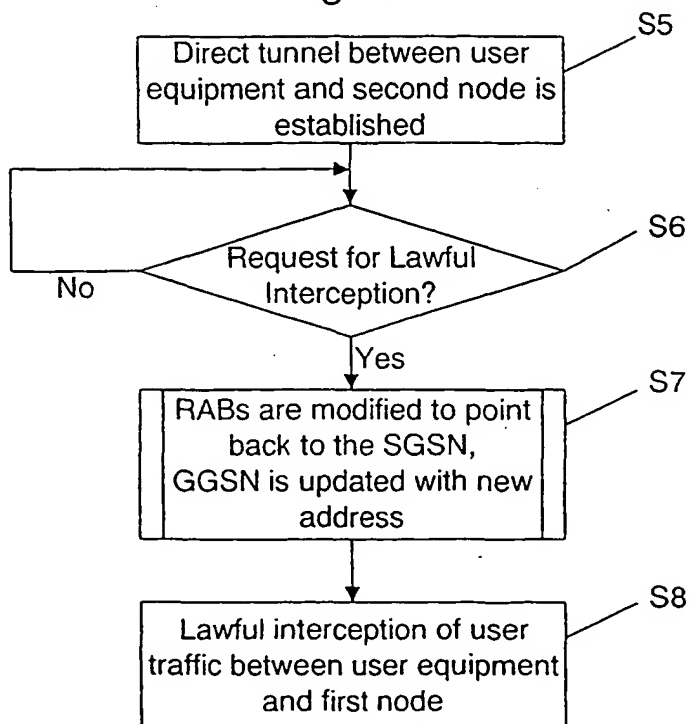 S5
Direct tunnel between user
equipment and second node is
established
S6
Request for Lawful
Interception?
No
Yes
S7
RABs are modified to point
back to the SGSN,
GGSN is updated with new
address
S8
Lawful interception of user
traffic between user equipment
and first node